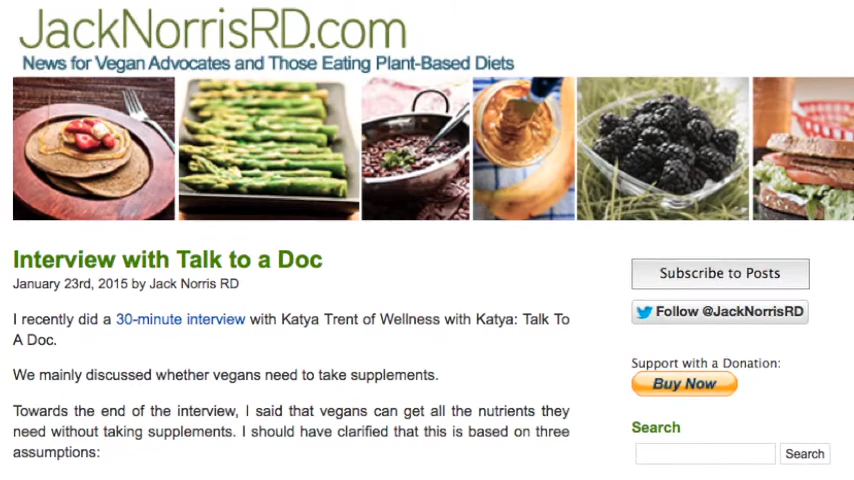 JackNorrisRD.com
News for Vegan Advocates and Those Eating Plant-Based Diets
Interview with Talk to a Doc
January 23rd, 2015 by Jack Norris RD
I recently did a 30-minute interview with Katya Trent of Wellness with Katya: Talk To
A Doc.
We mainly discussed whether vegans need to take supplements.
Towards the end of the interview, I said that vegans can get all the nutrients they
need without taking supplements. I should have clarified that this is based on three
assumptions:
Subscribe to Posts
Follow @JackNorrisRD
Support with a Donation:
Buy Now
Search
Search